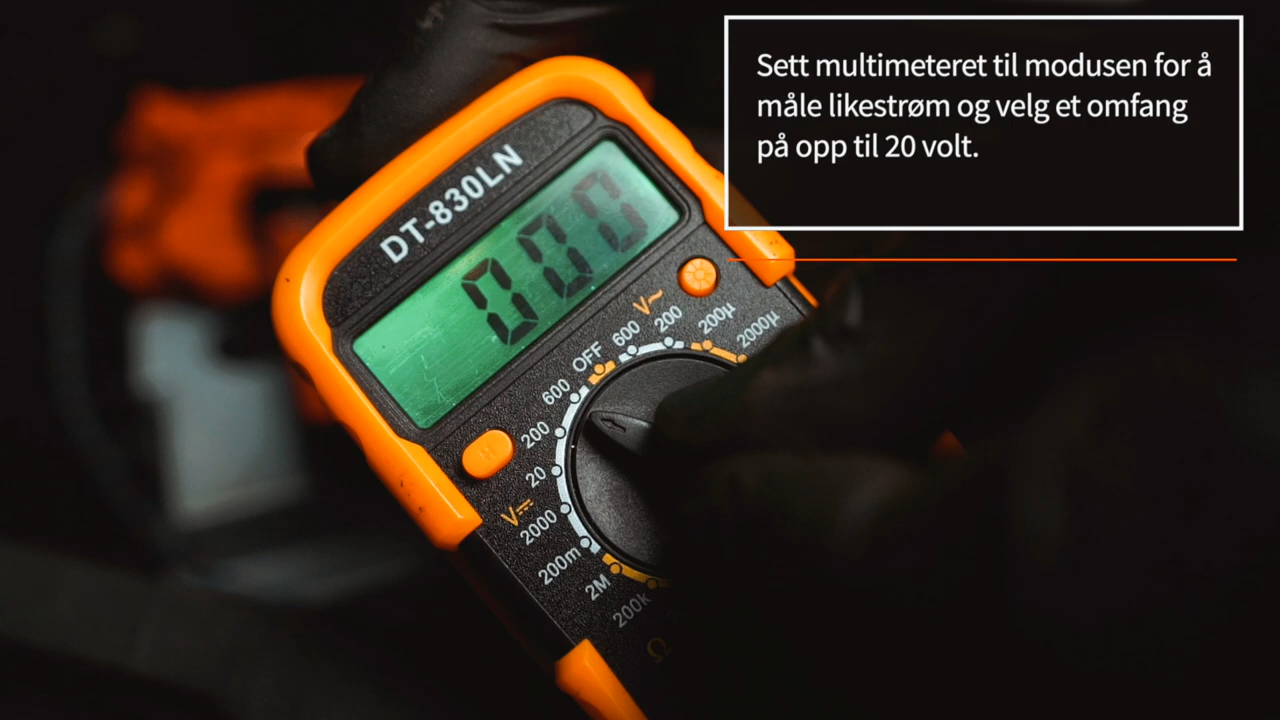 Sett multimeteret til modusen for å
måle likestrøm og velg et omfang
på opp til 20 volt.
DT-830LN
000
V~
OFF
600
200
200µ
2000µ
600
200
20
V⎓
2000
200m
2M
200k
Ω
H